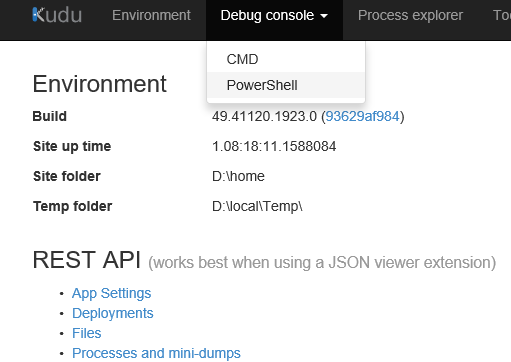 Kudu Environment Debug console Process explorer Too
CMD
PowerShell
Environment
Build 49.41120.1923.0 (93629af984)
Site up time 1.08:18:11.1588084
Site folder D:\home
Temp folder D:\local\Temp\
REST API (works best when using a JSON viewer extension)
• App Settings
• Deployments
• Files
• Processes and mini-dumps